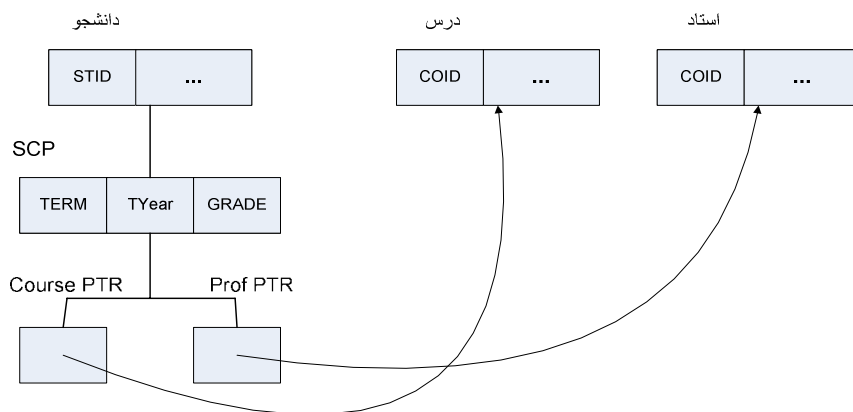 دانشجو
درس
استاد
STID ...
COID ...
COID ...
SCP
TERM TYear GRADE
Course PTR
Prof PTR